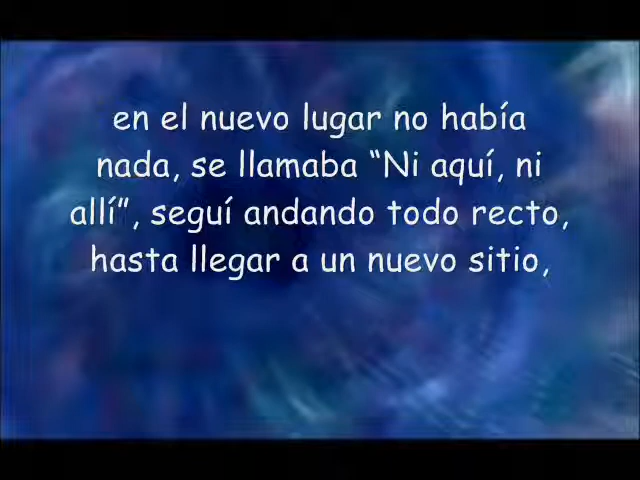 en el nuevo lugar no había
nada, se llamaba “Ni aquí, ni
allí”, seguí andando todo recto,
hasta llegar a un nuevo sitio,